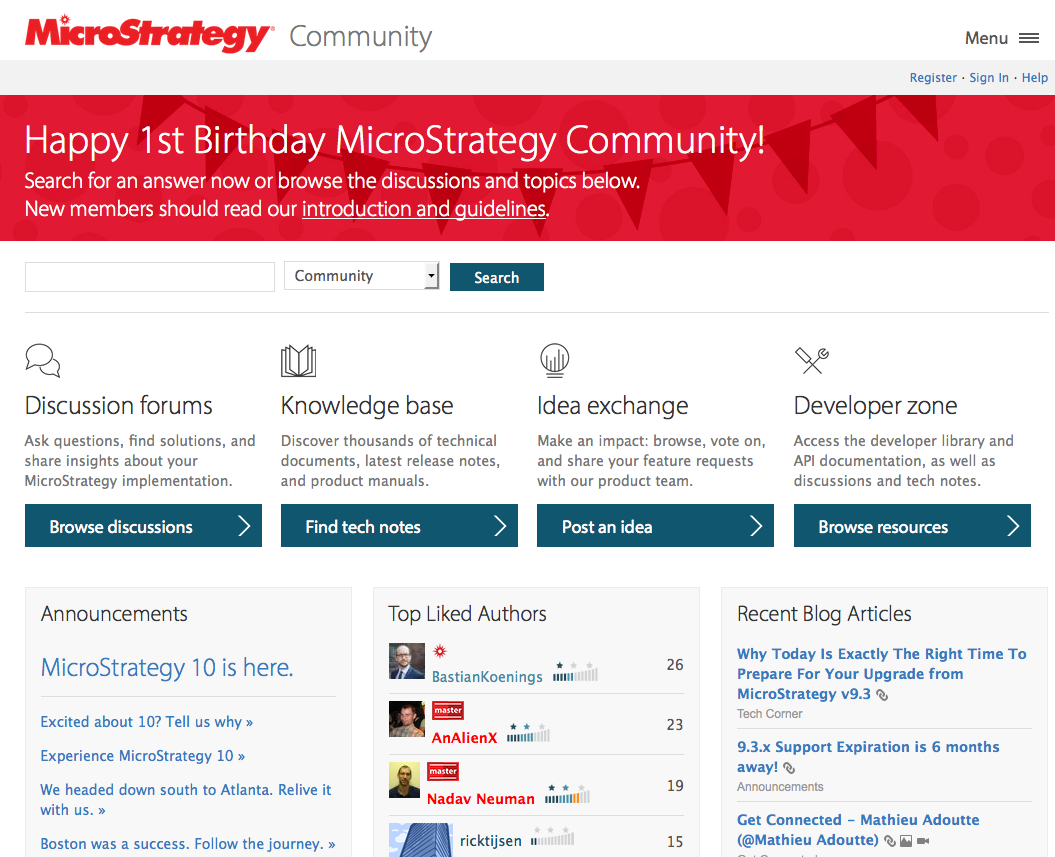 MicroStrategy Community
Menu
Register · Sign In · Help
Happy 1st Birthday MicroStrategy Community!
Search for an answer now or browse the discussions and topics below.
New members should read our introduction and guidelines.
Community
Search
Discussion forums
Ask questions, find solutions, and
share insights about your
MicroStrategy implementation.
Browse discussions
Knowledge base
Discover thousands of technical
documents, latest release notes,
and product manuals.
Find tech notes
Idea exchange
Make an impact: browse, vote on,
and share your feature requests
with our product team.
Post an idea
Developer zone
Access the developer library and
API documentation, as well as
discussions and tech notes.
Browse resources
Announcements
MicroStrategy 10 is here.
Excited about 10? Tell us why »
Experience MicroStrategy 10 »
We headed down south to Atlanta. Relive it
with us. »
Boston was a success. Follow the journey. »
Top Liked Authors
BastianKoenings 26
master
AnAlienX 23
master
Nadav Neuman 19
ricktijsen 15
Recent Blog Articles
Why Today Is Exactly The Right Time To
Prepare For Your Upgrade from
MicroStrategy v9.3
Tech Corner
9.3.x Support Expiration is 6 months
away!
Announcements
Get Connected – Mathieu Adoutte
(@Mathieu Adoutte)